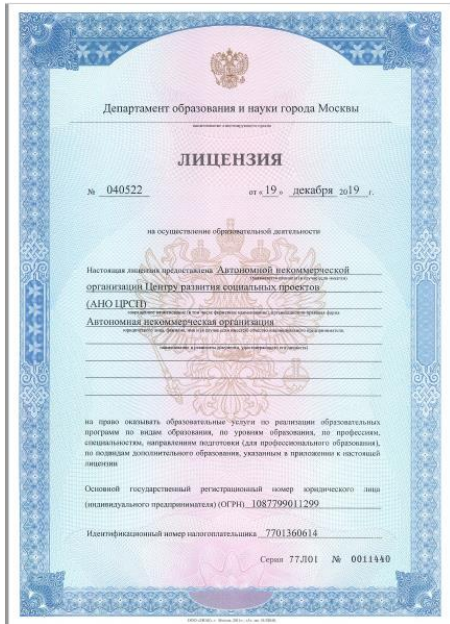 Департамент образования и науки города Москвы
наименование лицензирующего органа
ЛИЦЕНЗИЯ
№ 040522 от « 19 » декабря 2019 г.
на осуществление образовательной деятельности
Настоящая лицензия предоставлена Автономной некоммерческой
организации Центру развития социальных проектов
(АНО ЦРСП)
Автономная некоммерческая организация
на право оказывать образовательные услуги по реализации образовательных
программ по видам образования, по уровням образования, по профессиям,
специальностям, направлениям подготовки (для профессионального образования),
по подвидам дополнительного образования, указанным в приложении к настоящей
лицензии
Основной государственный регистрационный номер юридического лица
(индивидуального предпринимателя) (ОГРН) 1087799011299
Идентификационный номер налогоплательщика 7701360614
Серия 77Л01 № 0011440